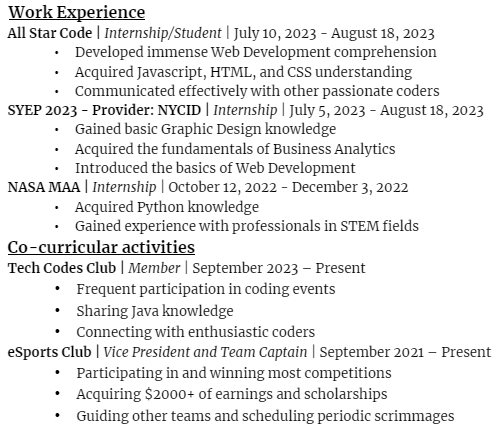 Work Experience
All Star Code | Internship/Student | July 10, 2023 - August 18, 2023
• Developed immense Web Development comprehension
• Acquired Javascript, HTML, and CSS understanding
• Communicated effectively with other passionate coders
SYEP 2023 - Provider: NYCID | Internship | July 5, 2023 - August 18, 2023
• Gained basic Graphic Design knowledge
• Acquired the fundamentals of Business Analytics
• Introduced the basics of Web Development
NASA MAA | Internship | October 12, 2022 - December 3, 2022
• Acquired Python knowledge
• Gained experience with professionals in STEM fields
Co-curricular activities
Tech Codes Club | Member | September 2023 – Present
• Frequent participation in coding events
• Sharing Java knowledge
• Connecting with enthusiastic coders
eSports Club | Vice President and Team Captain | September 2021 – Present
• Participating in and winning most competitions
• Acquiring $2000+ of earnings and scholarships
• Guiding other teams and scheduling periodic scrimmages